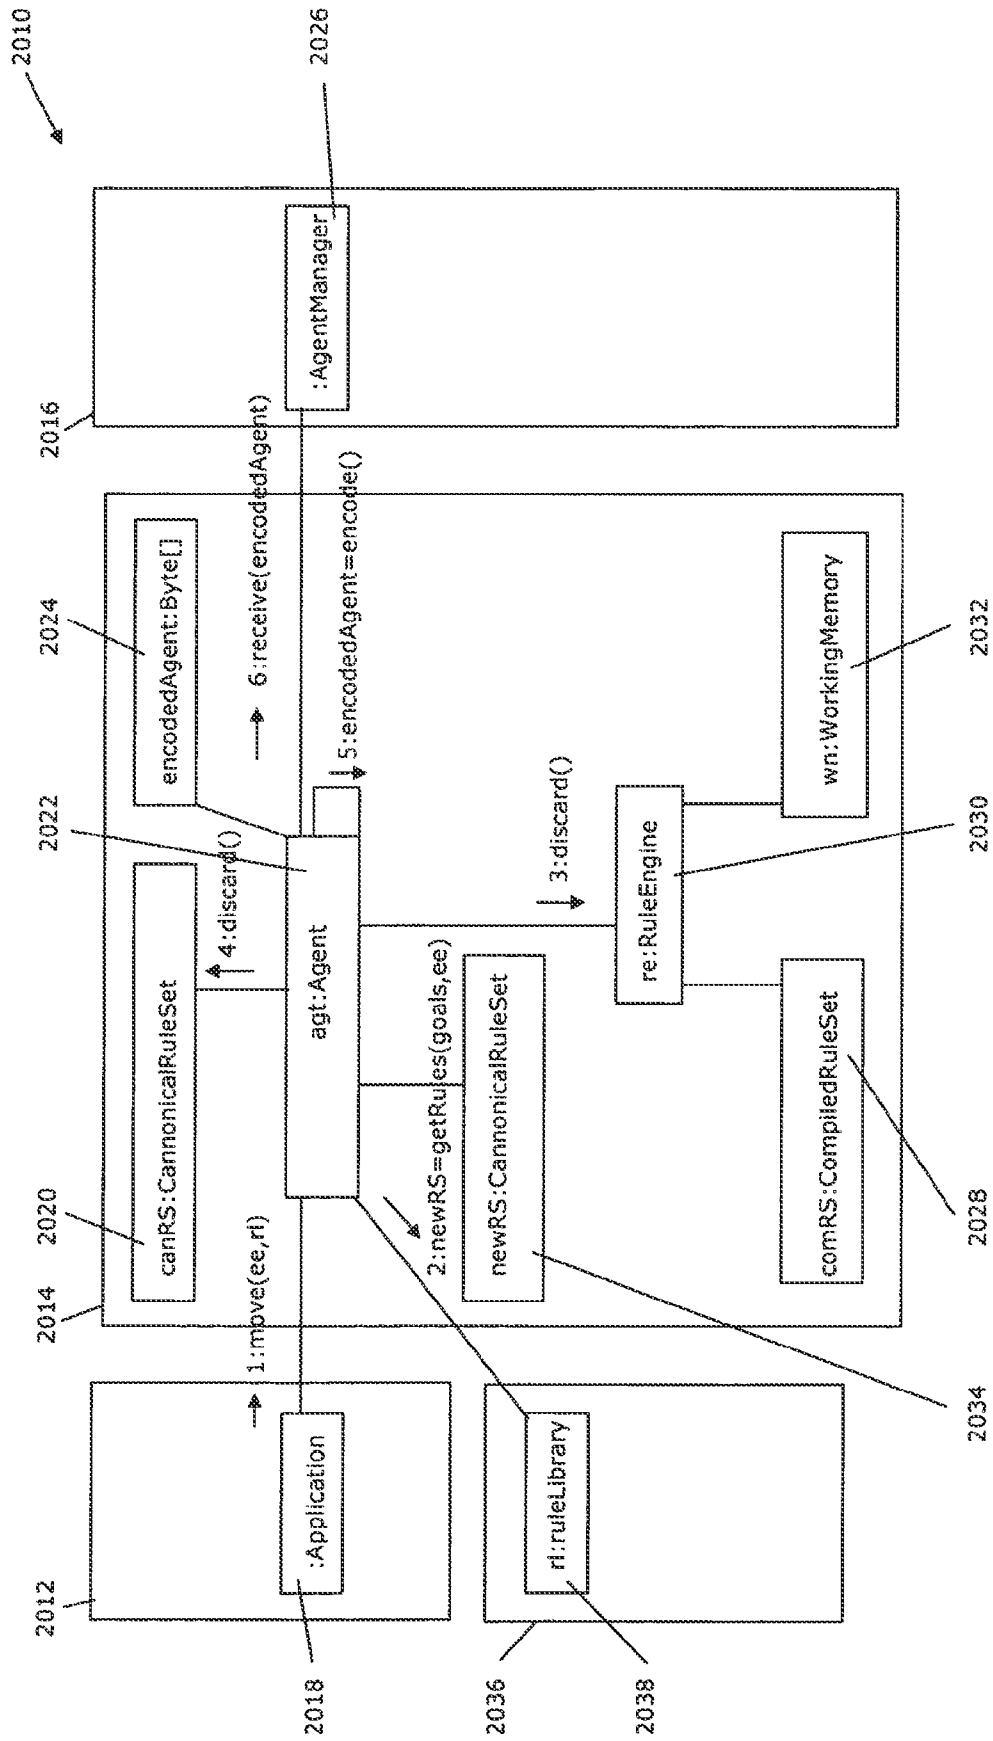 2010
2012
2014
2020
2022
2024
2016
canRS:CannonicalRuleSet
encodedAgent:Byte[]
4:discard()
1:move(ee,rl)
6:receive(encodedAgent)
2018
:Application
agt:Agent
:AgentManager
2026
5:encodedAgent=encode()
2:newRS=getRules(goals,ee)
2036
newRS:CannonicalRuleSet
rl:ruleLibrary
3:discard()
2038
re:RuleEngine
comRS:CompiledRuleSet
wn:WorkingMemory
2034
2028
2030
2032